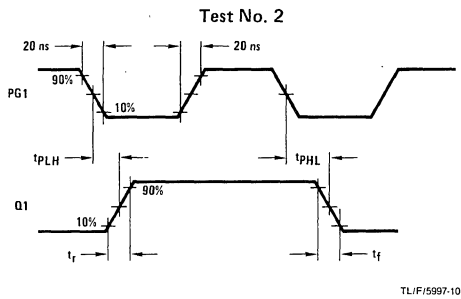 Test No. 2
20 ns
20 ns
90%
PG1
10%
tPLH
tPHL
Q1
90%
10%
tr
tf
TL/F/5997-10